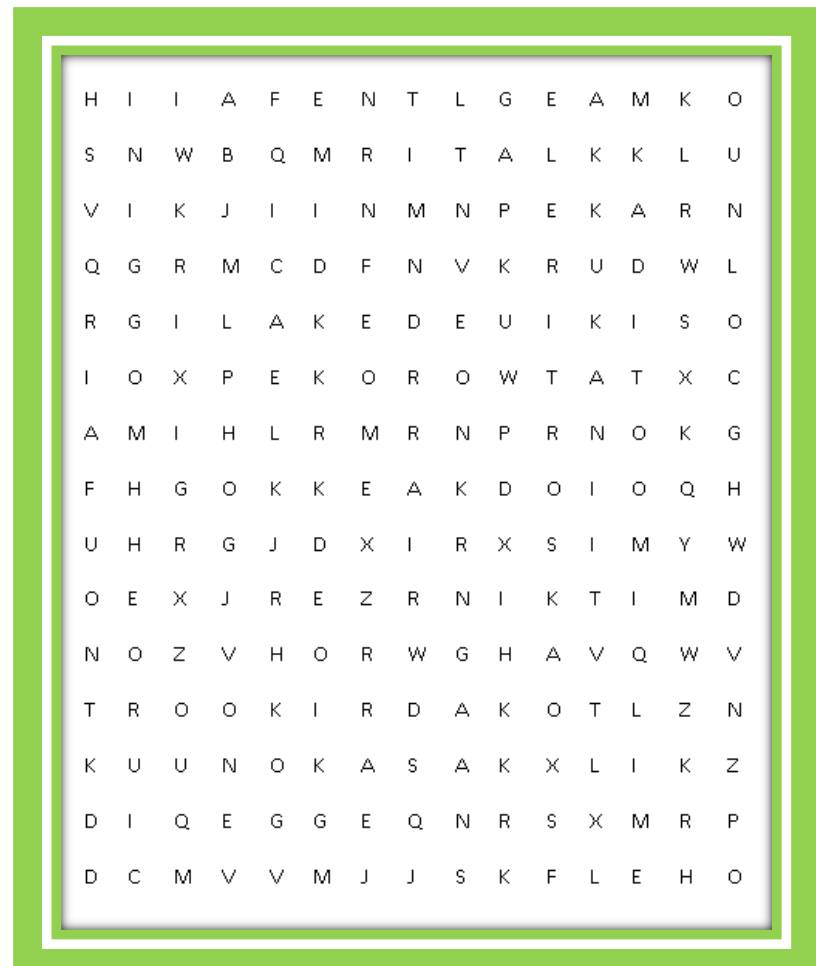 H I I A F E N T L G E A M K O
S N W B Q M R I T A L K K L U
V I K J I I N M N P E K A R N
Q G R M C D F N V K R U D W L
R G I L A K E D E U I K I S O
I O X P E K O R O W T A T X C
A M I H L R M R N P R N O K G
F H G O K K E A K D O I O Q H
U H R G J D X I R X S I M Y W
O E X J R E Z R N I K T I M D
N O Z V H O R W G H A V Q W V
T R O O K I R D A K O T L Z N
K U U N O K A S A K X L I K Z
D I Q E G G E Q N R S X M R P
D C M V V M J J S K F L E H O